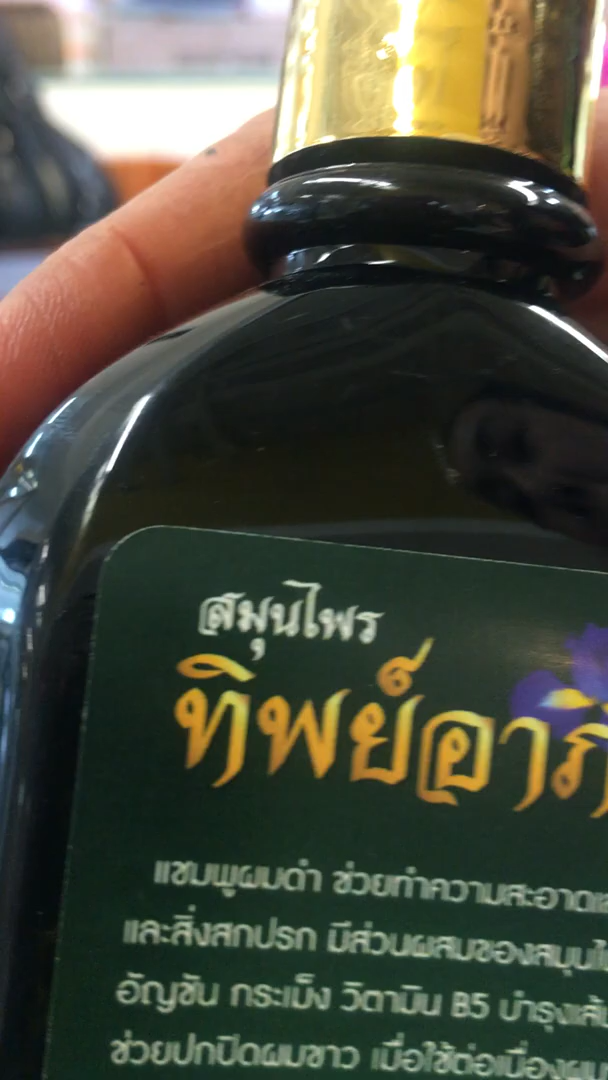 สมุนไพร
ทิพย์อาภ
แชมพูผมดำ ช่วยทำความสะอาด
และสิ่งสกปรก มีส่วนผสมของสมุนไ
อัญชัน กระเม็ง วิตามิน B5 บำรุงเส้น
ช่วยปกปิดผมขาว เมื่อใช้ต่อเนื่องผม